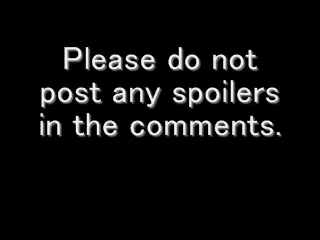 Please do not
post any spoilers
in the comments.